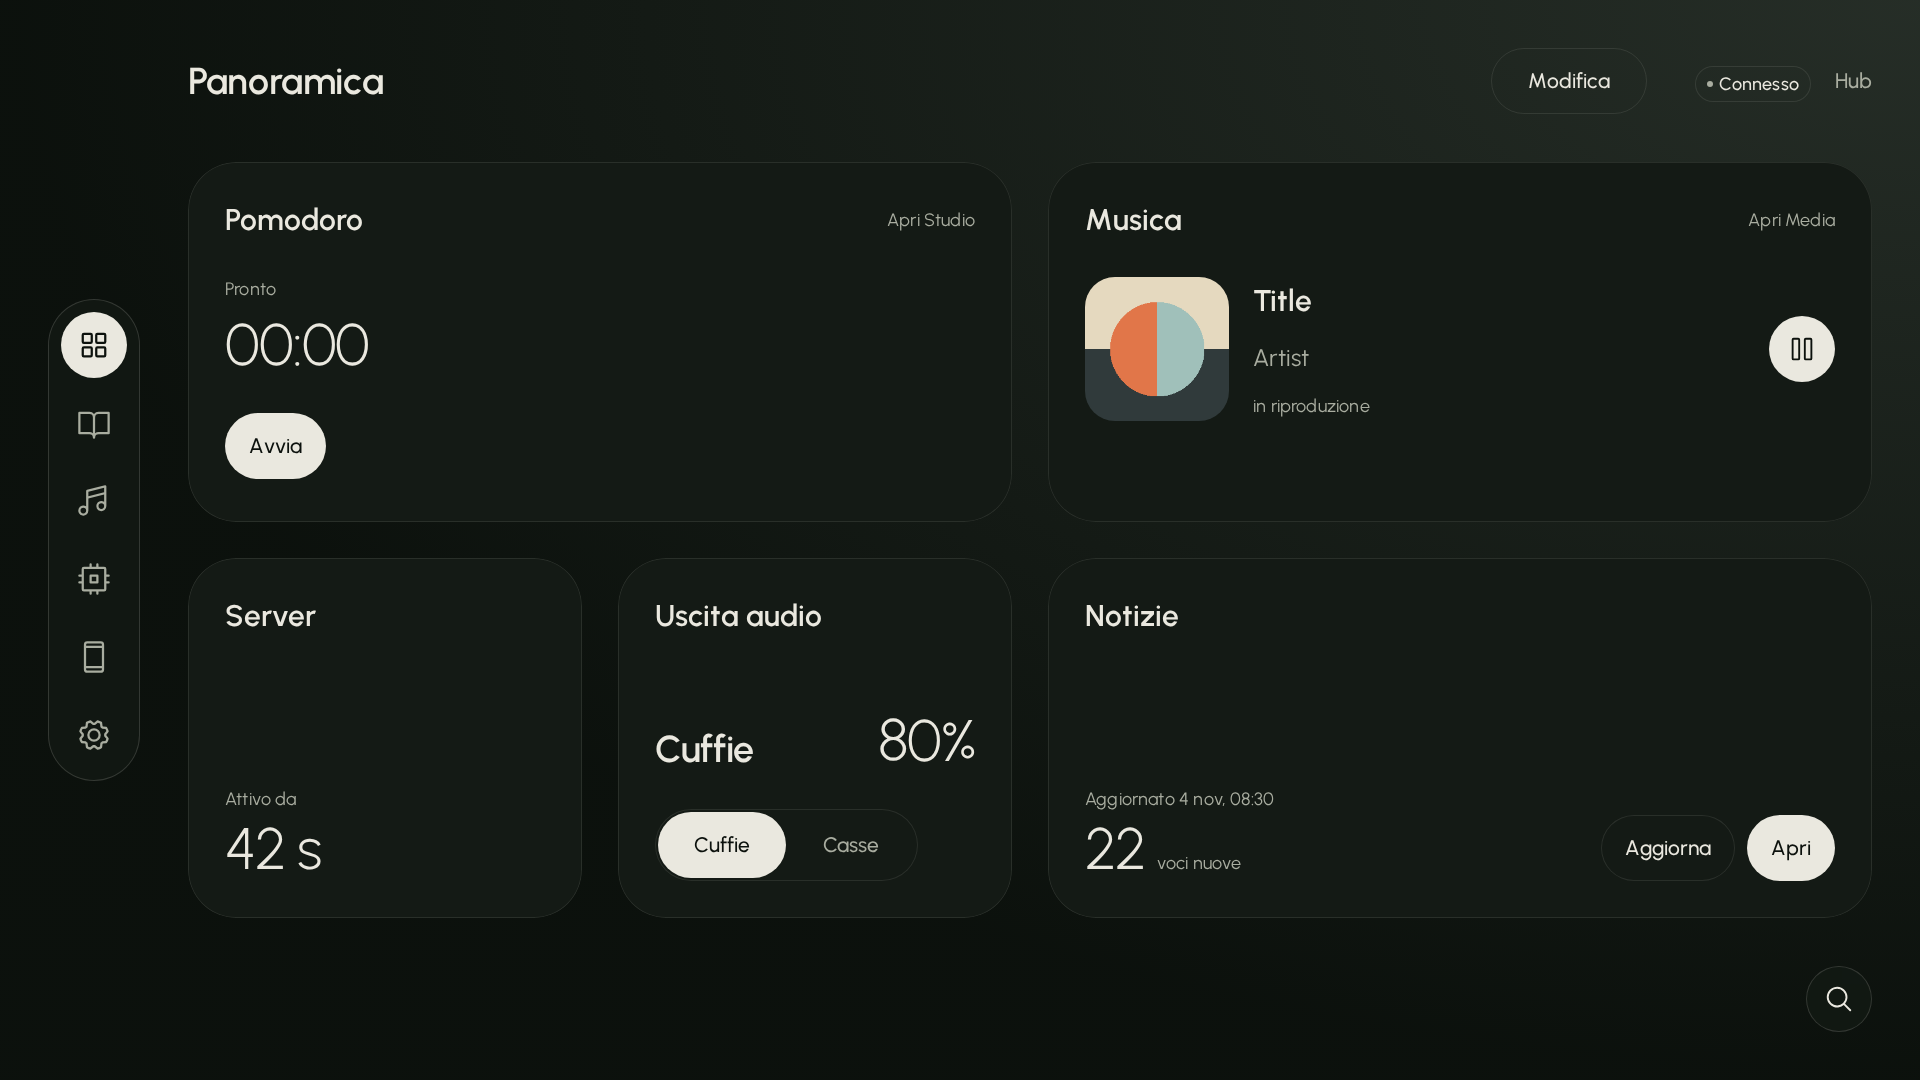 Panoramica
Modifica
Connesso
Hub
Pomodoro
Apri Studio
Pronto
00:00
Avvia
Musica
Apri Media
Title
Artist
in riproduzione
Server
Attivo da
42 s
Uscita audio
Cuffie
80%
Cuffie
Casse
Notizie
Aggiornato 4 nov, 08:30
22 voci nuove
Aggiorna
Apri